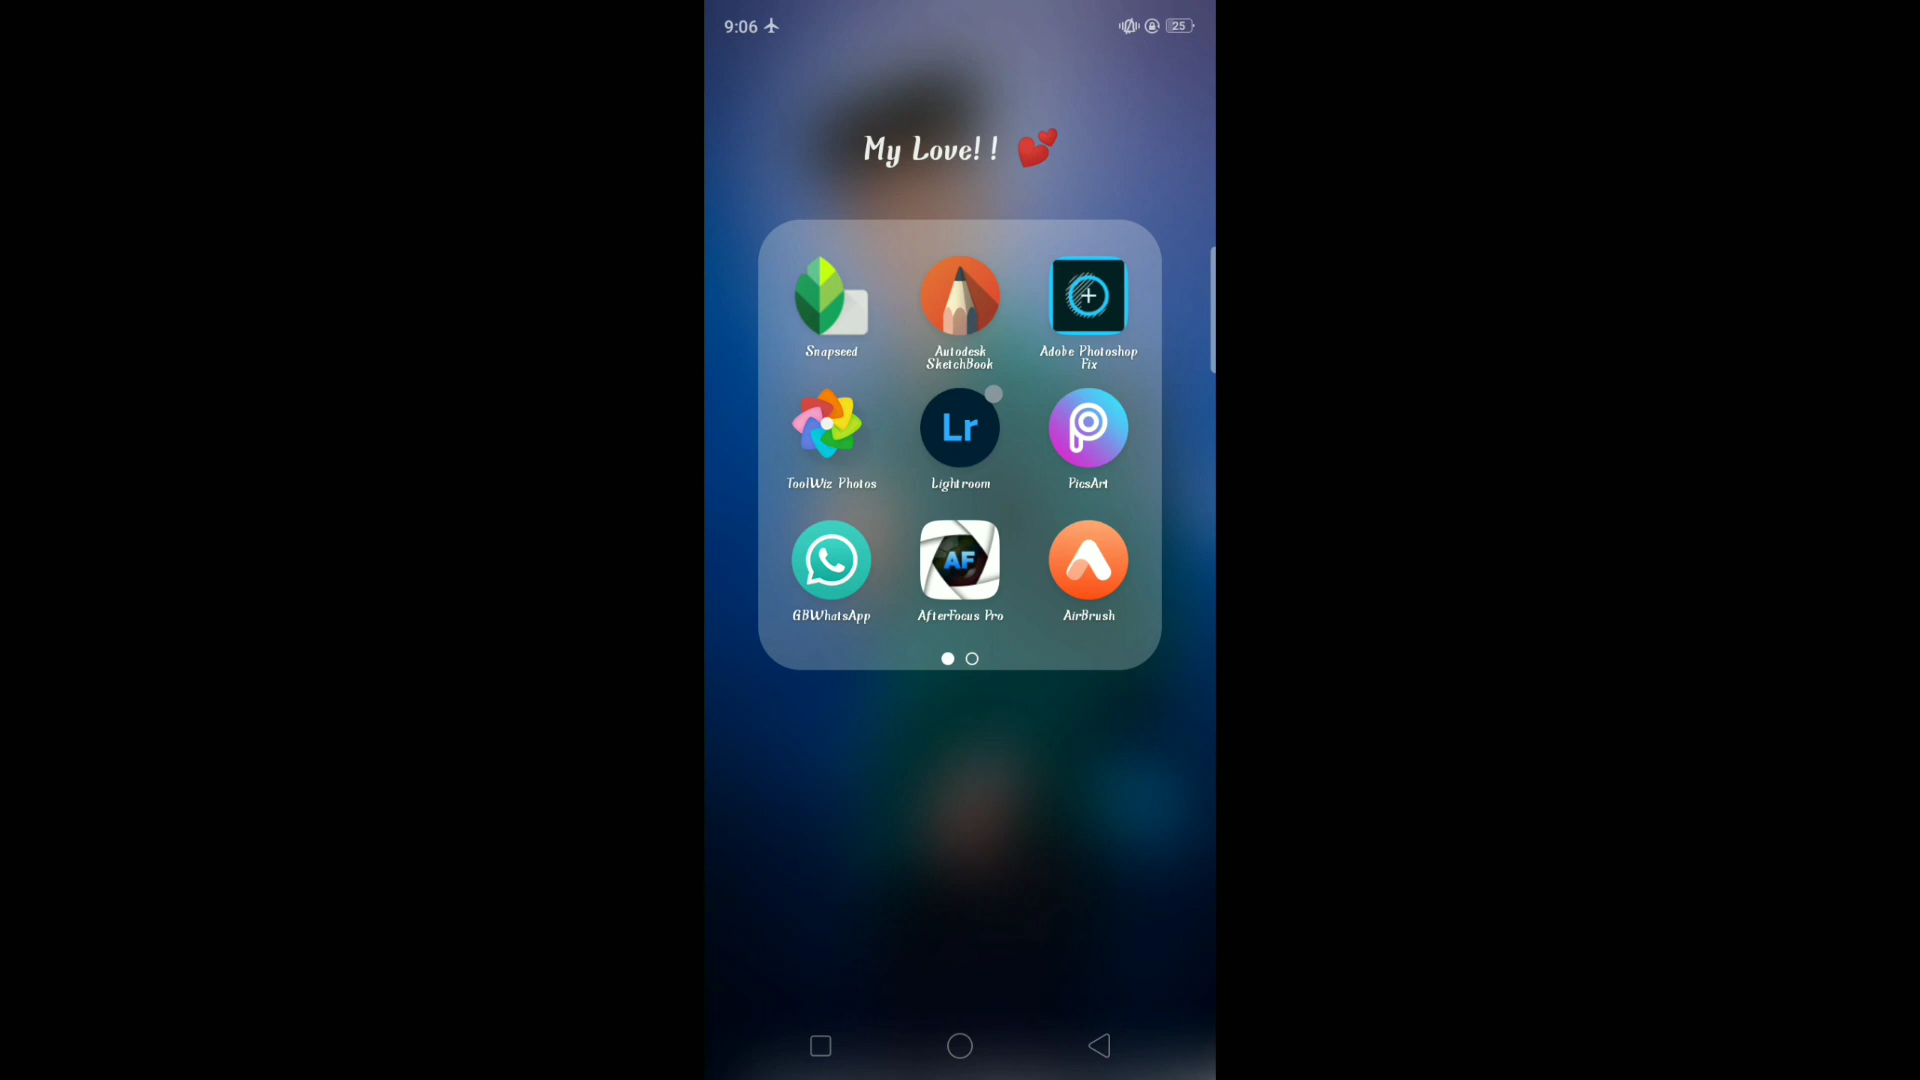 9:06
25
My Love! ! 💕
Snapseed
Autodesk
SketchBook
Adobe Photoshop
Fix
ToolWiz Photos
Lr
Lightroom
PicsArt
GBWhatsApp
AF
AfterFocus Pro
AirBrush